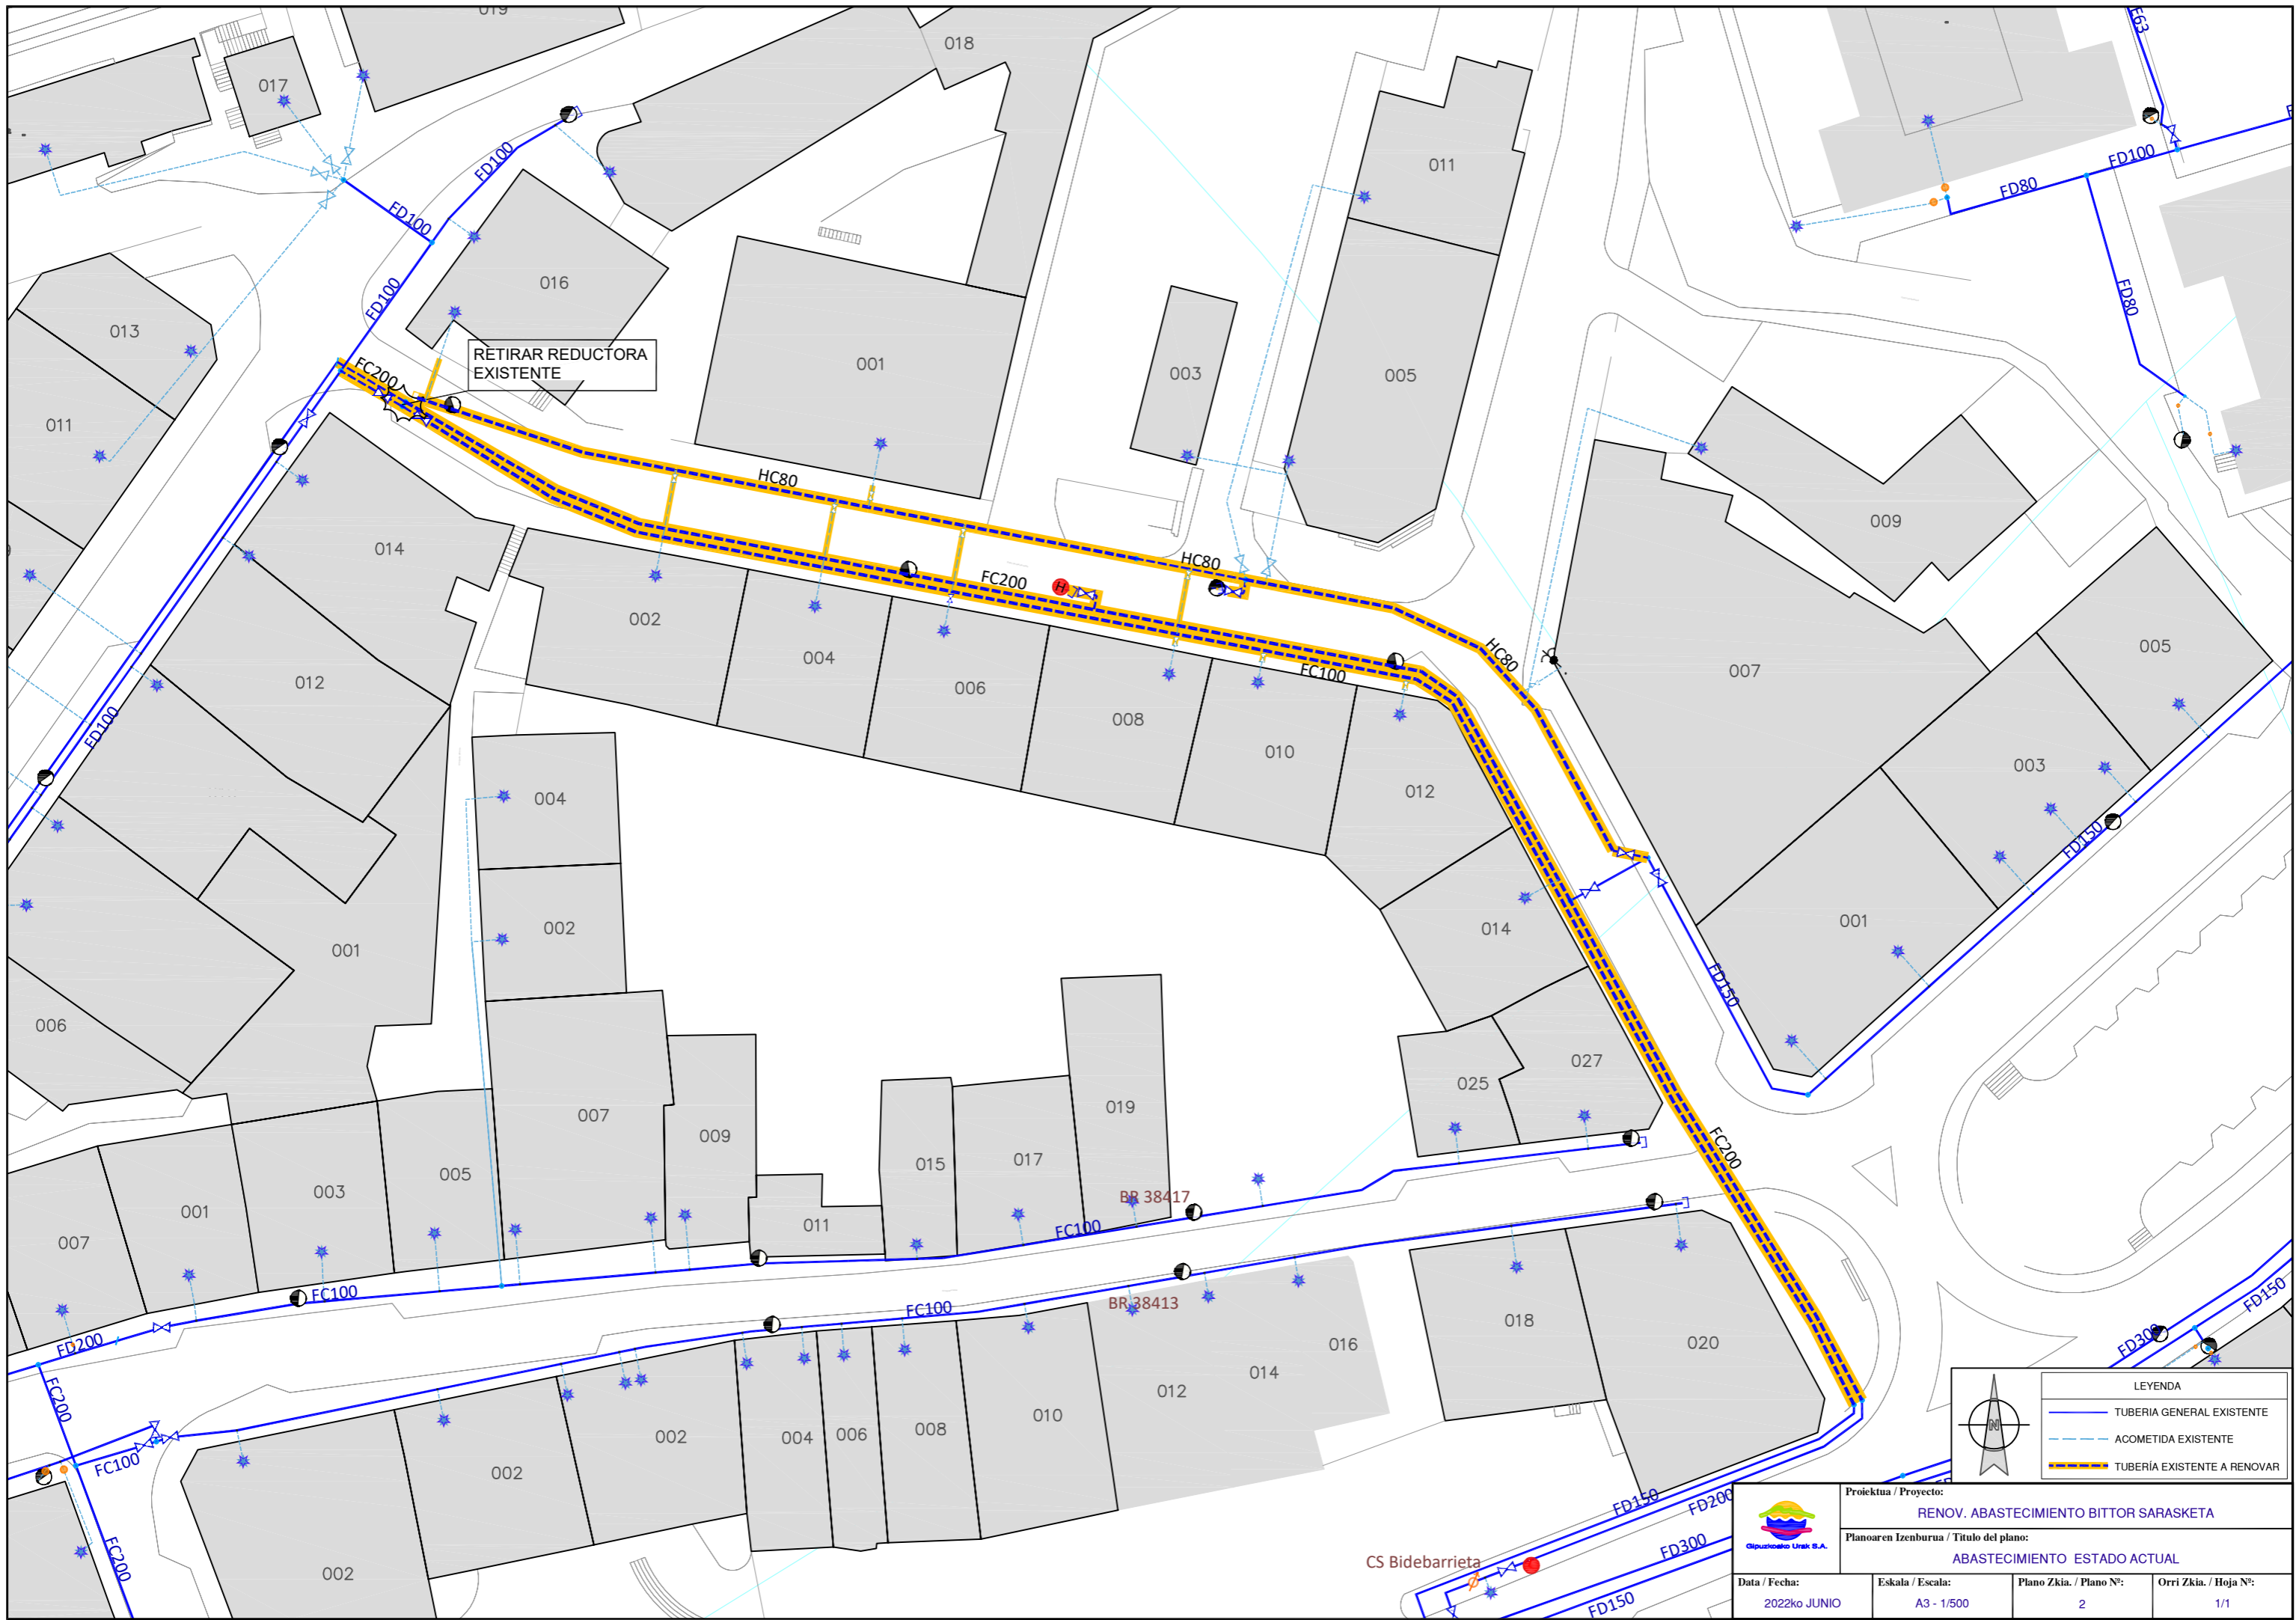 019
018
017
F63
011
FD100
FD100
FD80
FD100
016
013
FD100
FD80
RETIRAR REDUCTORA
EXISTENTE
FC200
001
003
005
011
HC80
009
014
HC80
FC200
002
004
006
008
FC100
HC80
007
005
012
FD100
010
012
003
004
FD150
002
001
014
001
FD150
006
025
027
007
009
019
015
017
FC200
005
003
001
007
011
BR 38417
FC100
FC100
FD200
FC100
BR 38413
FD150
FD300
018
020
016
014
012
010
008
006
004
002
002
002
FC200
FC100
FC200
FD150
FD200
FD300
FD150
CS Bidebarrieta
H
N
LEYENDA
TUBERIA GENERAL EXISTENTE
ACOMETIDA EXISTENTE
TUBERÍA EXISTENTE A RENOVAR
Gipuzkoako Urak S.A.
Proiektua / Proyecto:
RENOV. ABASTECIMIENTO BITTOR SARASKETA
Planoaren Izenburua / Titulo del plano:
ABASTECIMIENTO ESTADO ACTUAL
Data / Fecha:
2022ko JUNIO
Eskala / Escala:
A3 - 1/500
Plano Zkia. / Plano Nº:
2
Orri Zkia. / Hoja Nº:
1/1